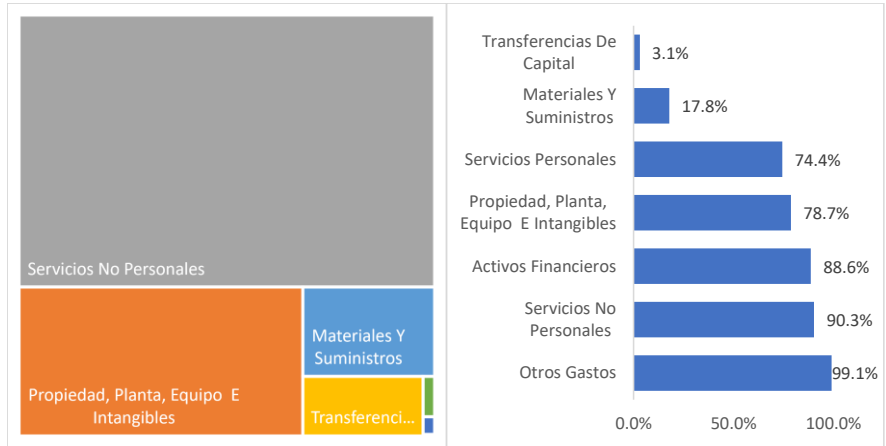 Servicios No Personales
Propiedad, Planta, Equipo E
Intangibles
Materiales Y
Suministros
Transferenci...
Transferencias De
Capital
3.1%
Materiales Y
Suministros
17.8%
Servicios Personales
74.4%
Propiedad, Planta,
Equipo E Intangibles
78.7%
Activos Financieros
88.6%
Servicios No
Personales
90.3%
Otros Gastos
99.1%
0.0% 50.0% 100.0%